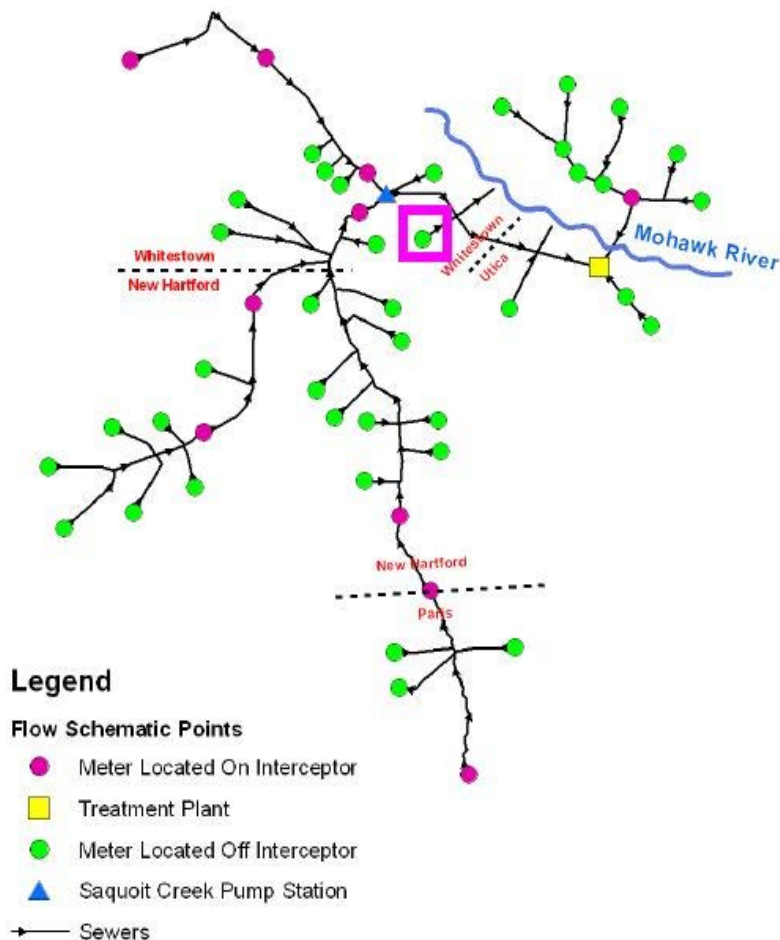 Mohawk River
Whitestown
Utica
Whitestown
New Hartford
New Hartford
Paris
Legend
Flow Schematic Points
Meter Located On Interceptor
Treatment Plant
Meter Located Off Interceptor
Saquoit Creek Pump Station
Sewers